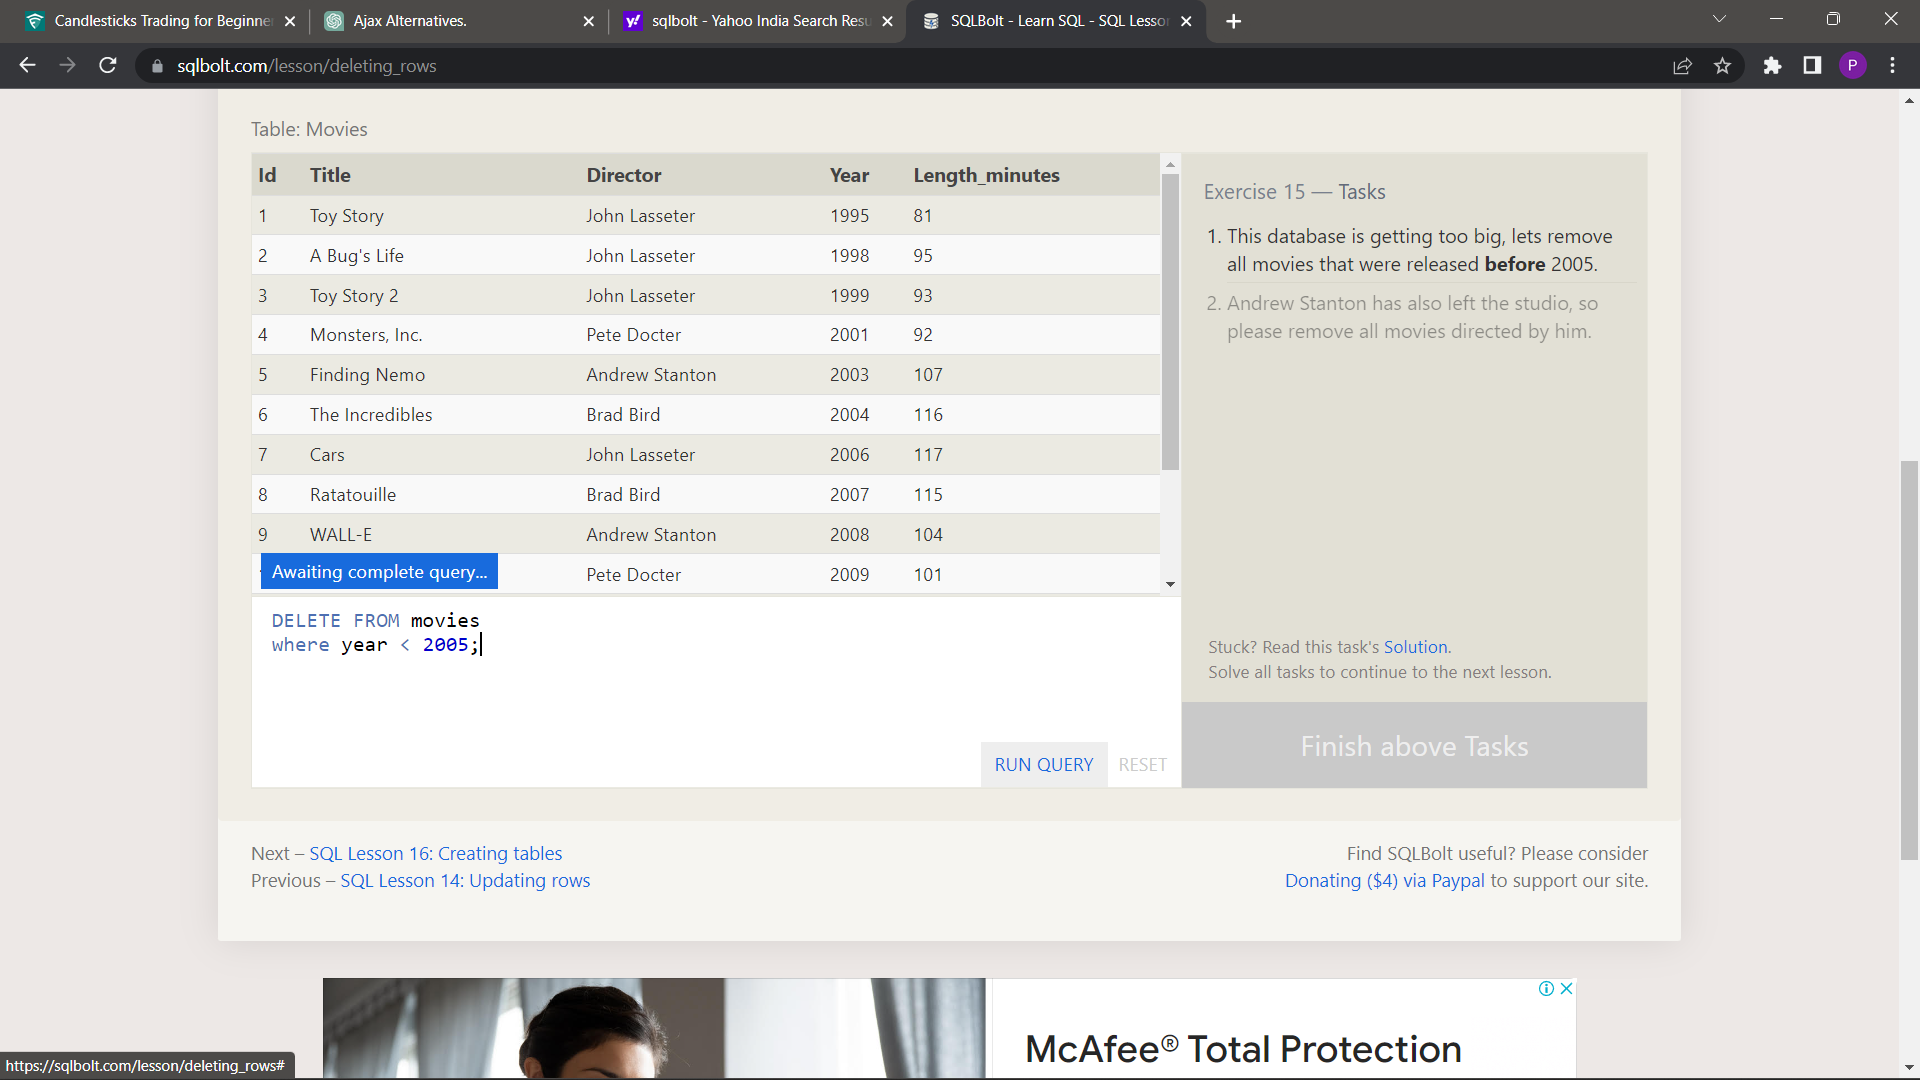 Candlesticks Trading for Beginner
Ajax Alternatives.
sqlbolt - Yahoo India Search Resu
SQLBolt - Learn SQL - SQL Lesson
sqlbolt.com/lesson/deleting_rows
P
Table: Movies
Id Title Director Year Length_minutes
1 Toy Story John Lasseter 1995 81
2 A Bug's Life John Lasseter 1998 95
3 Toy Story 2 John Lasseter 1999 93
4 Monsters, Inc. Pete Docter 2001 92
5 Finding Nemo Andrew Stanton 2003 107
6 The Incredibles Brad Bird 2004 116
7 Cars John Lasseter 2006 117
8 Ratatouille Brad Bird 2007 115
9 WALL-E Andrew Stanton 2008 104
Pete Docter 2009 101
Awaiting complete query...
DELETE FROM movies
where year < 2005;
RUN QUERY RESET
Exercise 15 — Tasks
1. This database is getting too big, lets remove
all movies that were released before 2005.
2. Andrew Stanton has also left the studio, so
please remove all movies directed by him.
Stuck? Read this task's Solution.
Solve all tasks to continue to the next lesson.
Finish above Tasks
Next – SQL Lesson 16: Creating tables
Previous – SQL Lesson 14: Updating rows
Find SQLBolt useful? Please consider
Donating ($4) via Paypal to support our site.
McAfee® Total Protection
https://sqlbolt.com/lesson/deleting_rows#